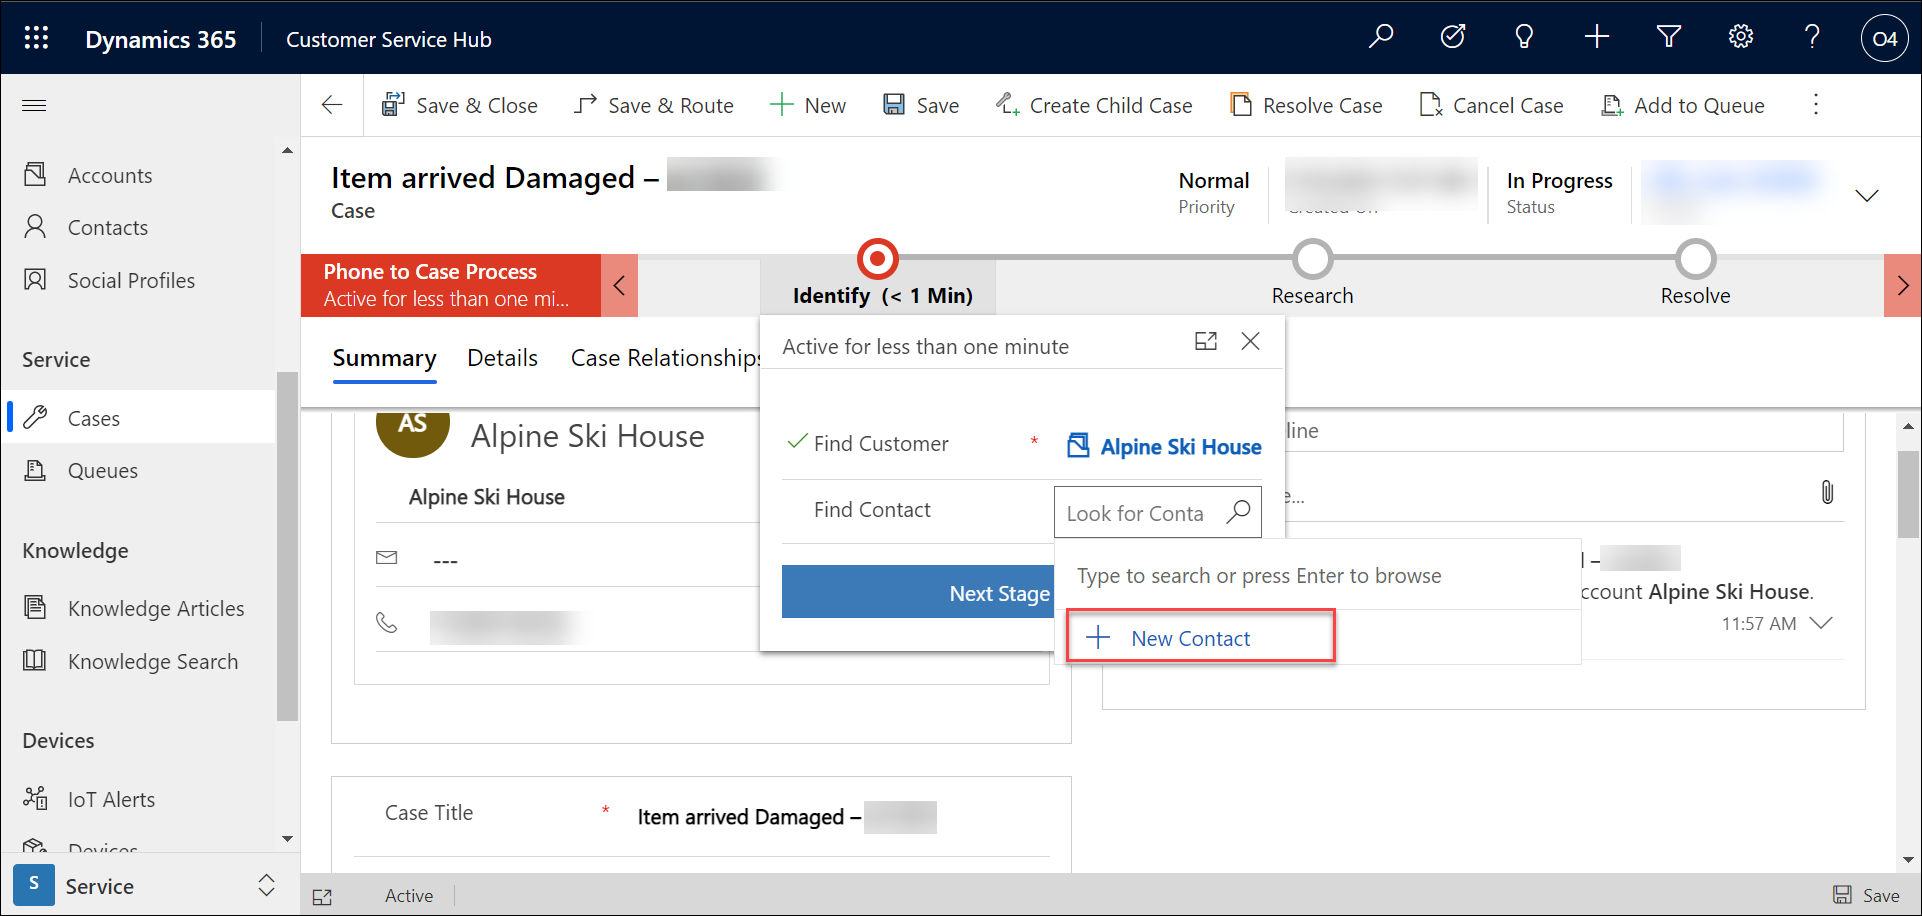 Dynamics 365
Customer Service Hub
O4
Save & Close
Save & Route
New
Save
Create Child Case
Resolve Case
Cancel Case
Add to Queue
Accounts
Contacts
Social Profiles
Service
Cases
Queues
Knowledge
Knowledge Articles
Knowledge Search
Devices
IoT Alerts
Devices
S
Service
Item arrived Damaged –
Case
Normal
Priority
In Progress
Status
Phone to Case Process
Active for less than one mi...
Identify (< 1 Min)
Research
Resolve
Summary
Details
Case Relationships
Active for less than one minute
Find Customer
*
Alpine Ski House
Find Contact
Look for Conta
Type to search or press Enter to browse
New Contact
Next Stage
AS
Alpine Ski House
Alpine Ski House
---
line
e...
l –
ccount Alpine Ski House.
11:57 AM
Case Title
*
Item arrived Damaged –
Active
Save